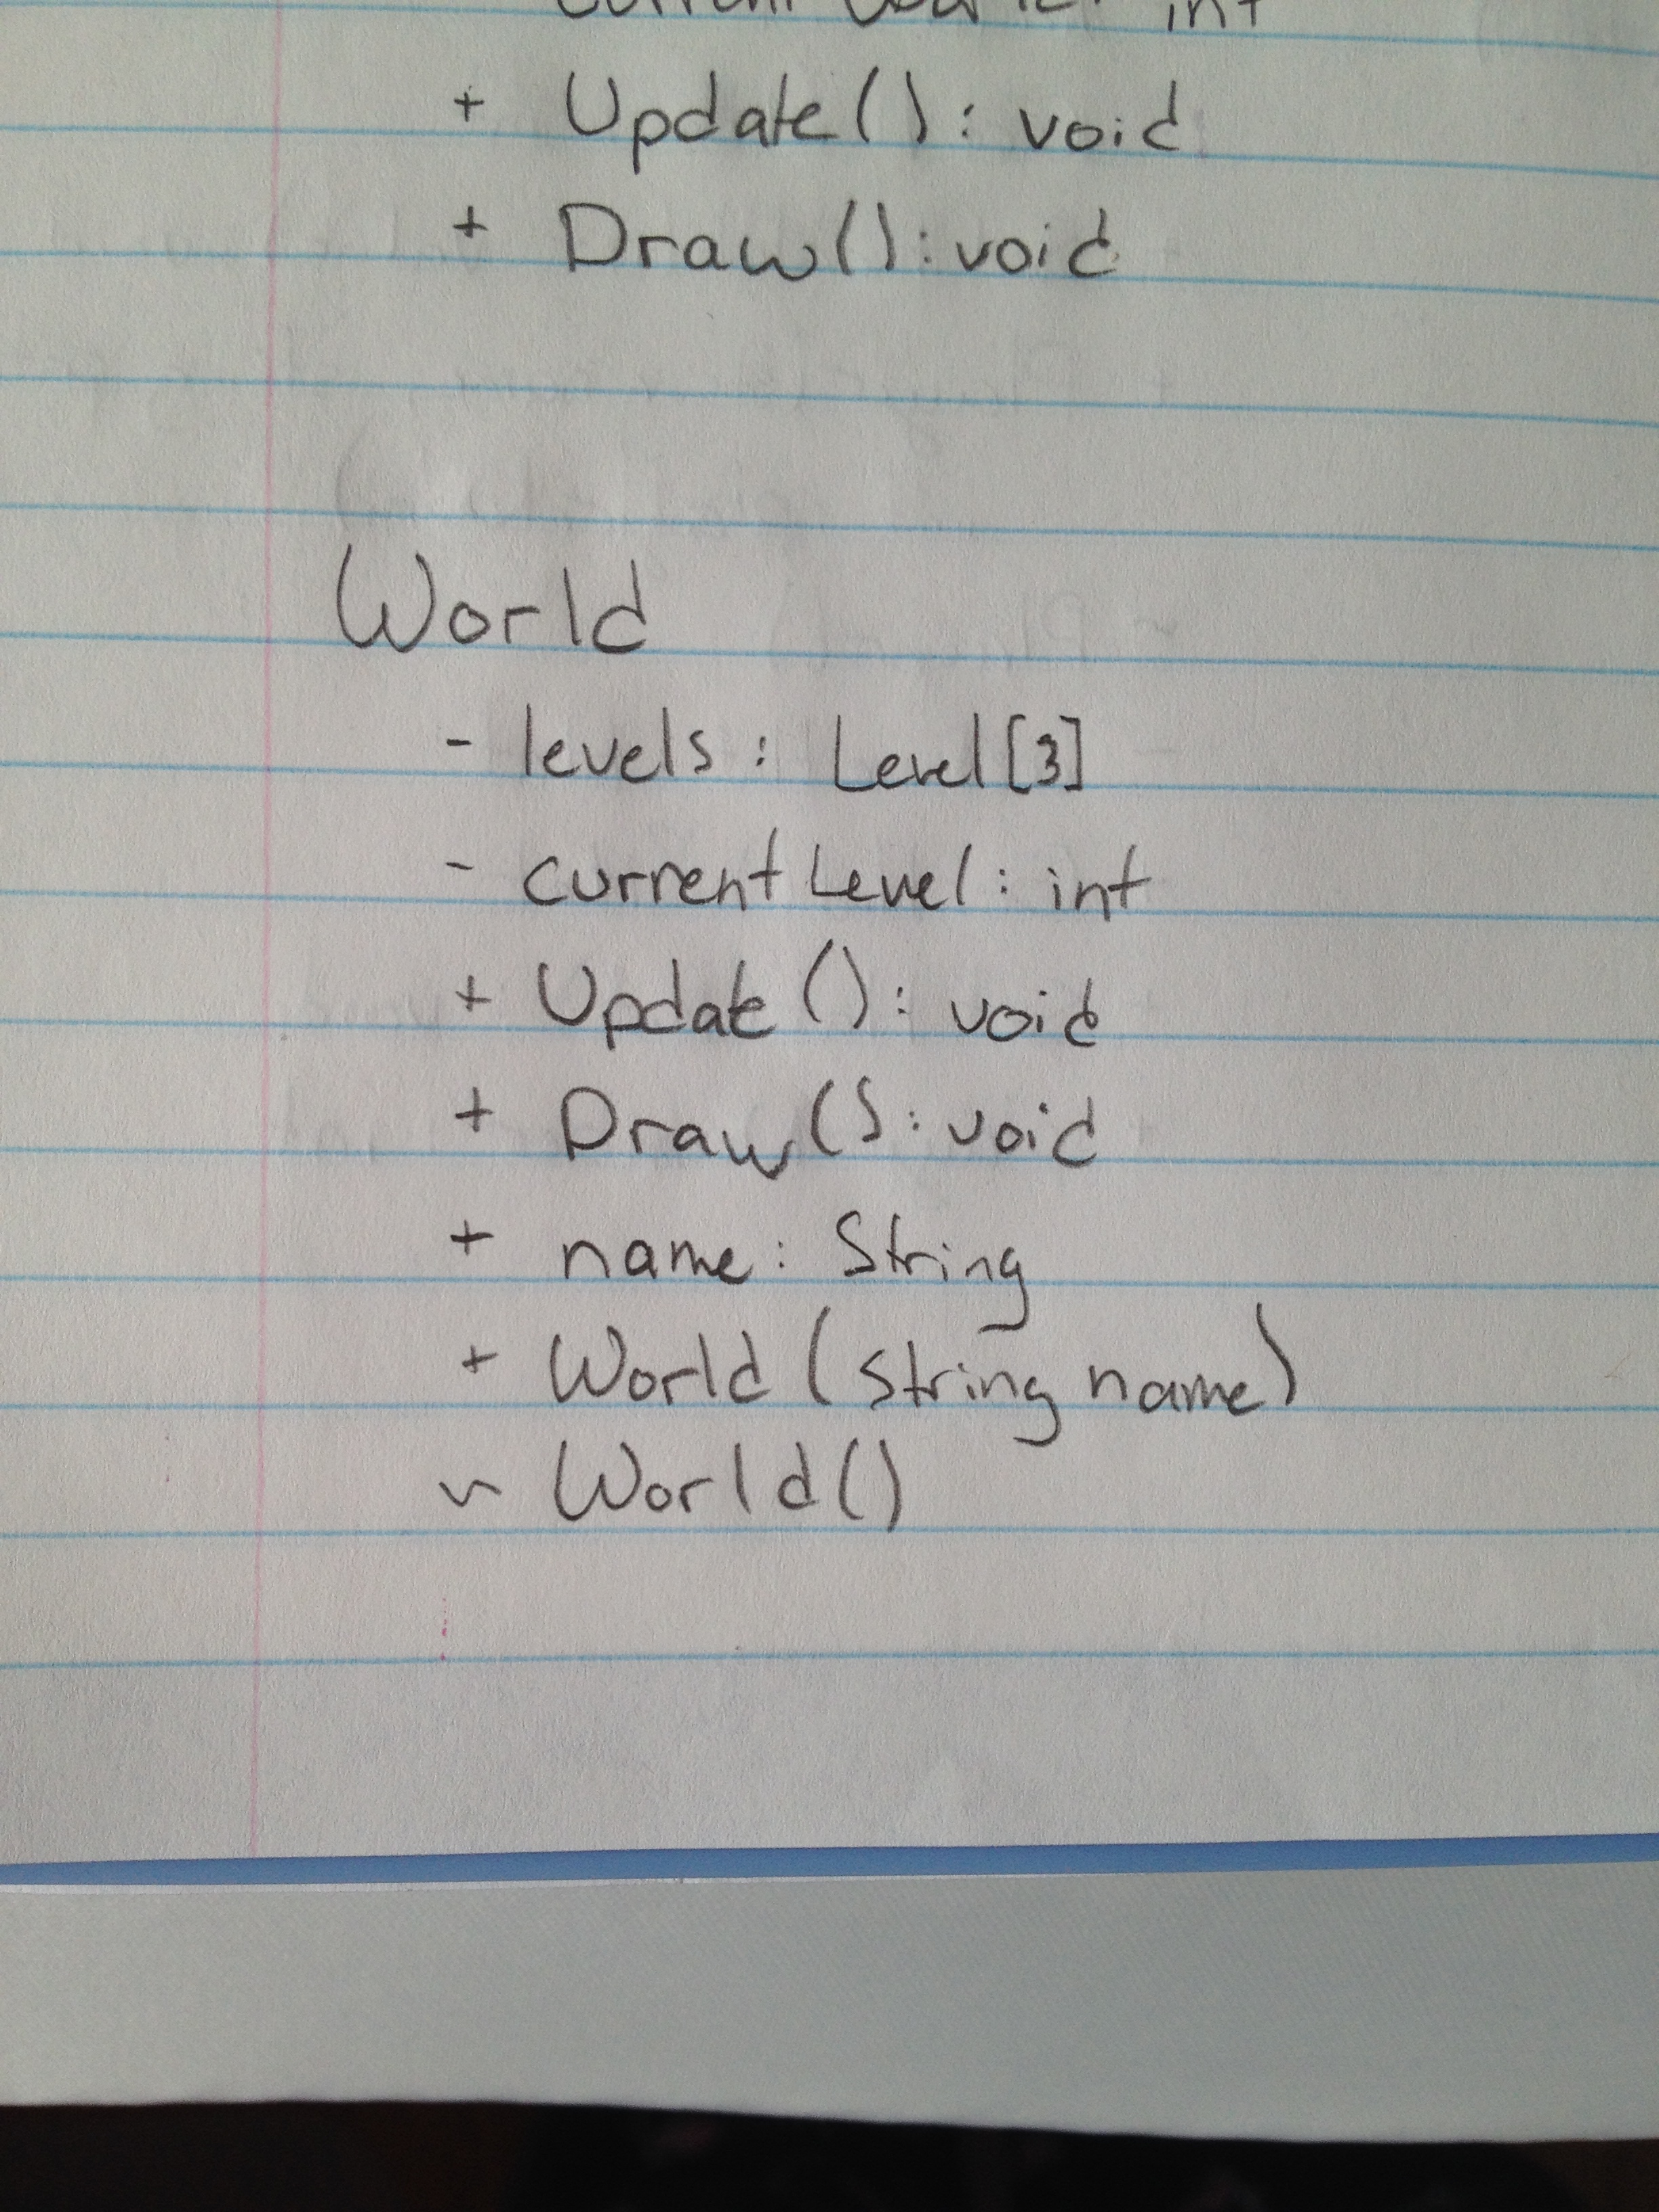 int
+ Update() : void
+ Draw() : void
World
- levels : Level[3]
- currentLevel : int
+ Update() : void
+ Draw() : void
+ name : String
+ World (string name)
~ World()